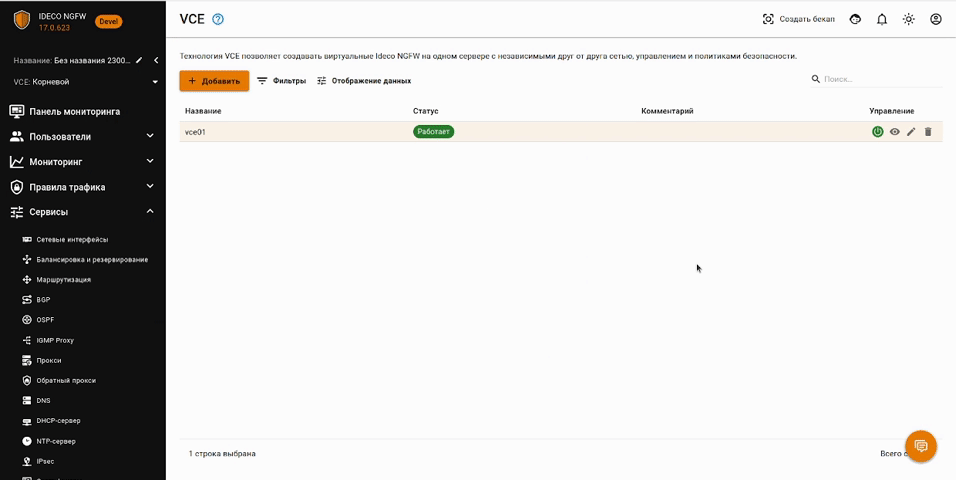 IDECO NGFW
17.0.623
Devel
Название: Без названия 2300...
VCE: Корневой
Панель мониторинга
Пользователи
Мониторинг
Правила трафика
Сервисы
Сетевые интерфейсы
Балансировка и резервирование
Маршрутизация
BGP
OSPF
IGMP Proxy
Прокси
Обратный прокси
DNS
DHCP-сервер
NTP-сервер
IPsec
VCE
Создать бекап
Технология VCE позволяет создавать виртуальные Ideco NGFW на одном сервере с независимыми друг от друга сетью, управлением и политиками безопасности.
+ Добавить
Фильтры
Отображение данных
Поиск...
Название Статус Комментарий Управление
vce01 Работает
1 строка выбрана
Всего